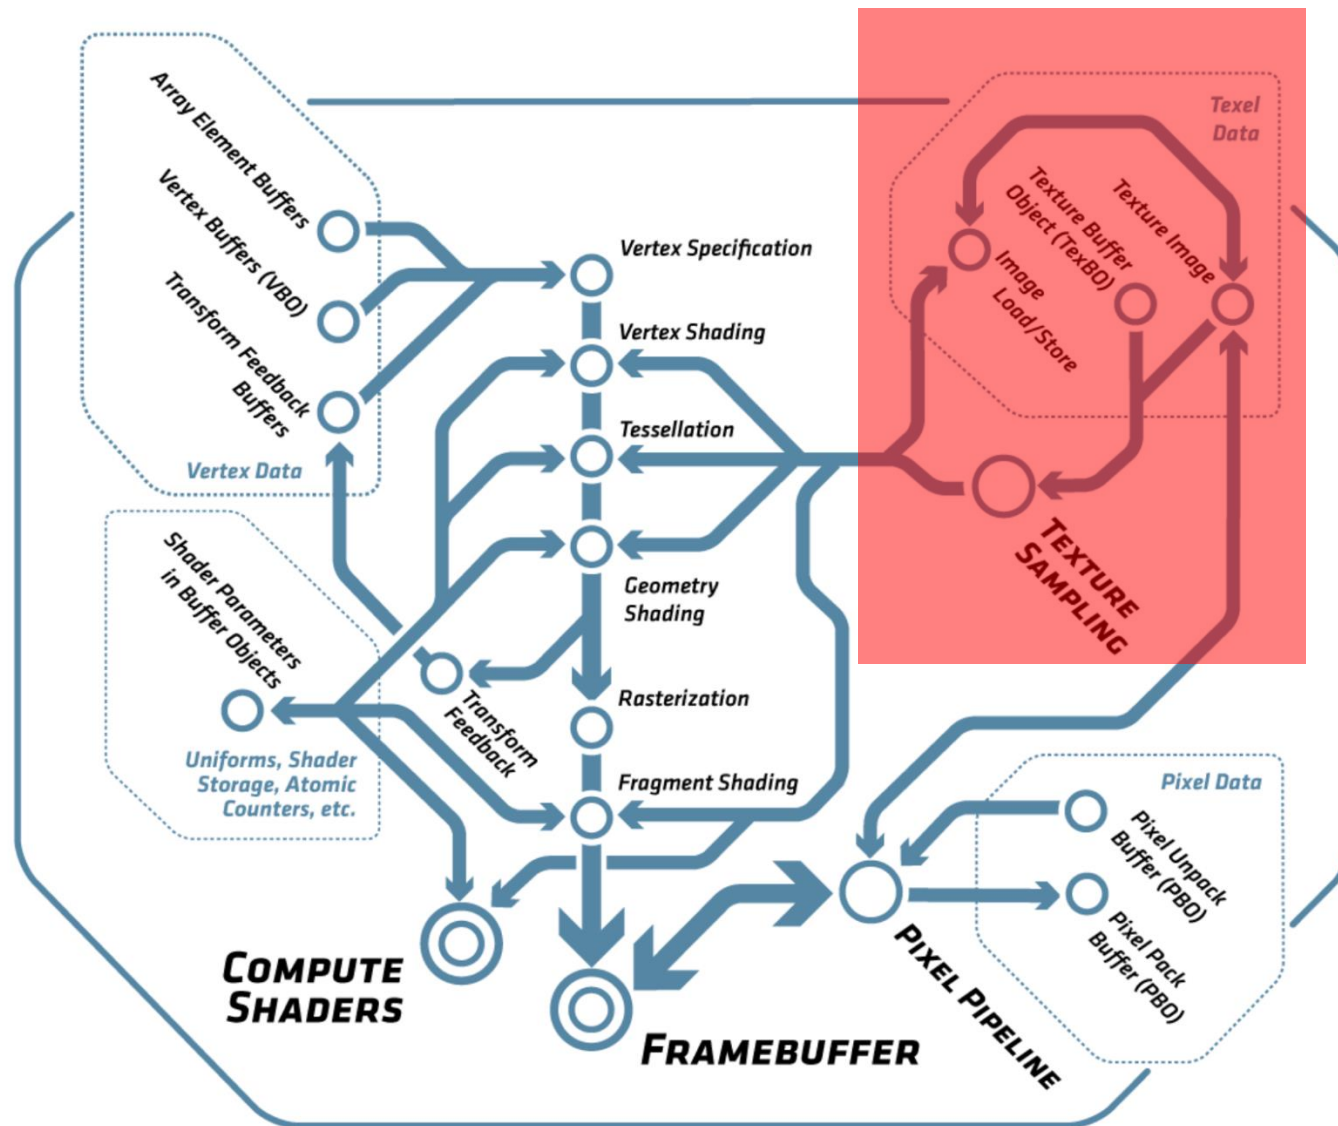 Array Element Buffers
Vertex Buffers (VBO)
Transform Feedback
Buffers
Vertex Data
Shader Parameters
in Buffer Objects
Uniforms, Shader
Storage, Atomic
Counters, etc.
Vertex Specification
Vertex Shading
Tessellation
Geometry
Shading
Transform
Feedback
Rasterization
Fragment Shading
Texel
Data
Image
Load/Store
Texture Buffer
Object (TexBO)
Texture Image
Texture
Sampling
Pixel Data
Pixel Unpack
Buffer (PBO)
Pixel Pack
Buffer (PBO)
Pixel Pipeline
Compute
Shaders
Framebuffer